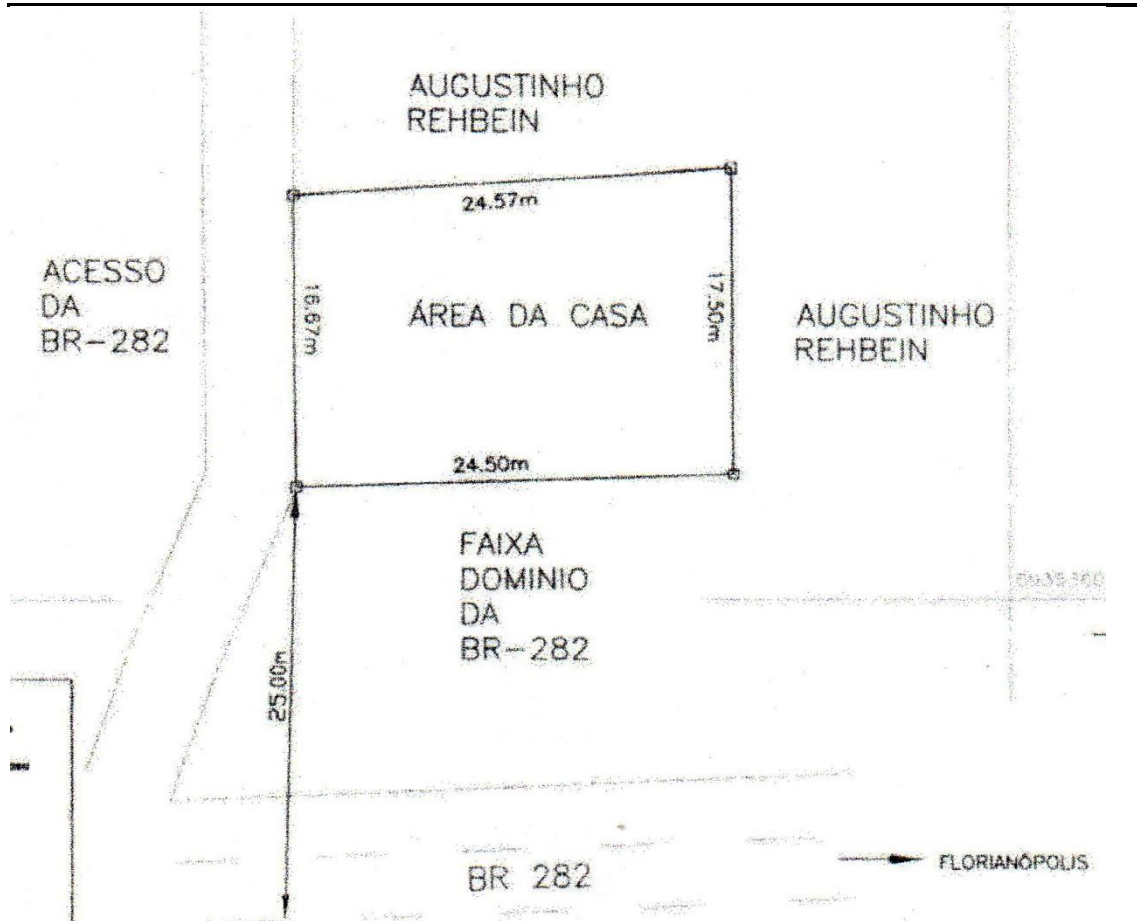 AUGUSTINHO
REHBEIN
24.57m
ACESSO
DA
BR-282
16.67m
ÁREA DA CASA
17.50m
AUGUSTINHO
REHBEIN
24.50m
FAIXA
DOMINIO
DA
BR-282
25.00m
BR 282
FLORIANÓPOLIS